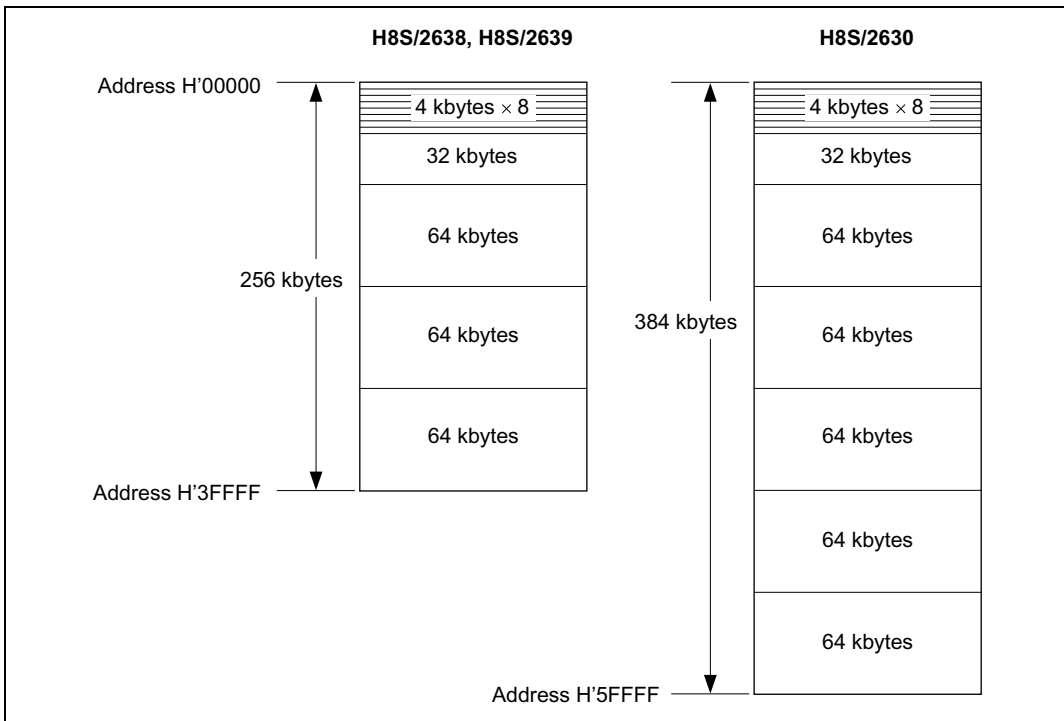 H8S/2638, H8S/2639
Address H'00000
4 kbytes × 8
32 kbytes
64 kbytes
256 kbytes
64 kbytes
64 kbytes
Address H'3FFFF
H8S/2630
4 kbytes × 8
32 kbytes
64 kbytes
64 kbytes
384 kbytes
64 kbytes
64 kbytes
64 kbytes
Address H'5FFFF